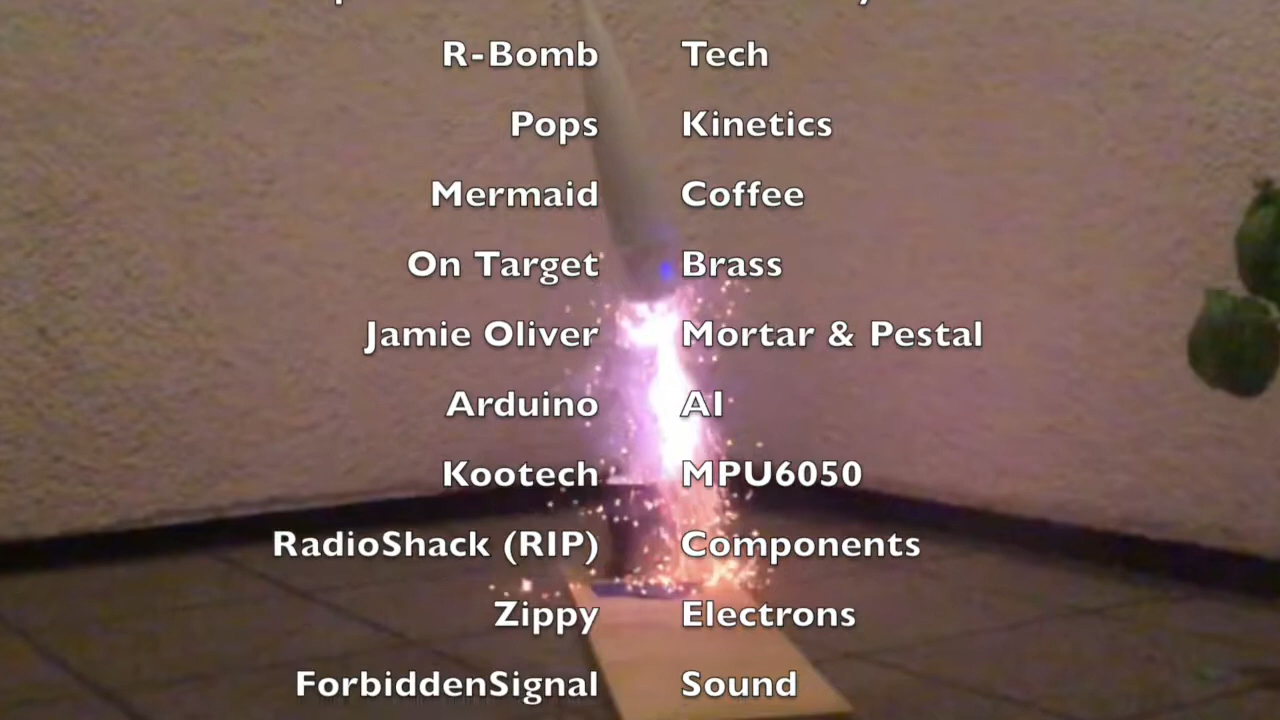 R-Bomb Tech
Pops Kinetics
Mermaid Coffee
On Target Brass
Jamie Oliver Mortar & Pestal
Arduino AI
Kootech MPU6050
RadioShack (RIP) Components
Zippy Electrons
ForbiddenSignal Sound